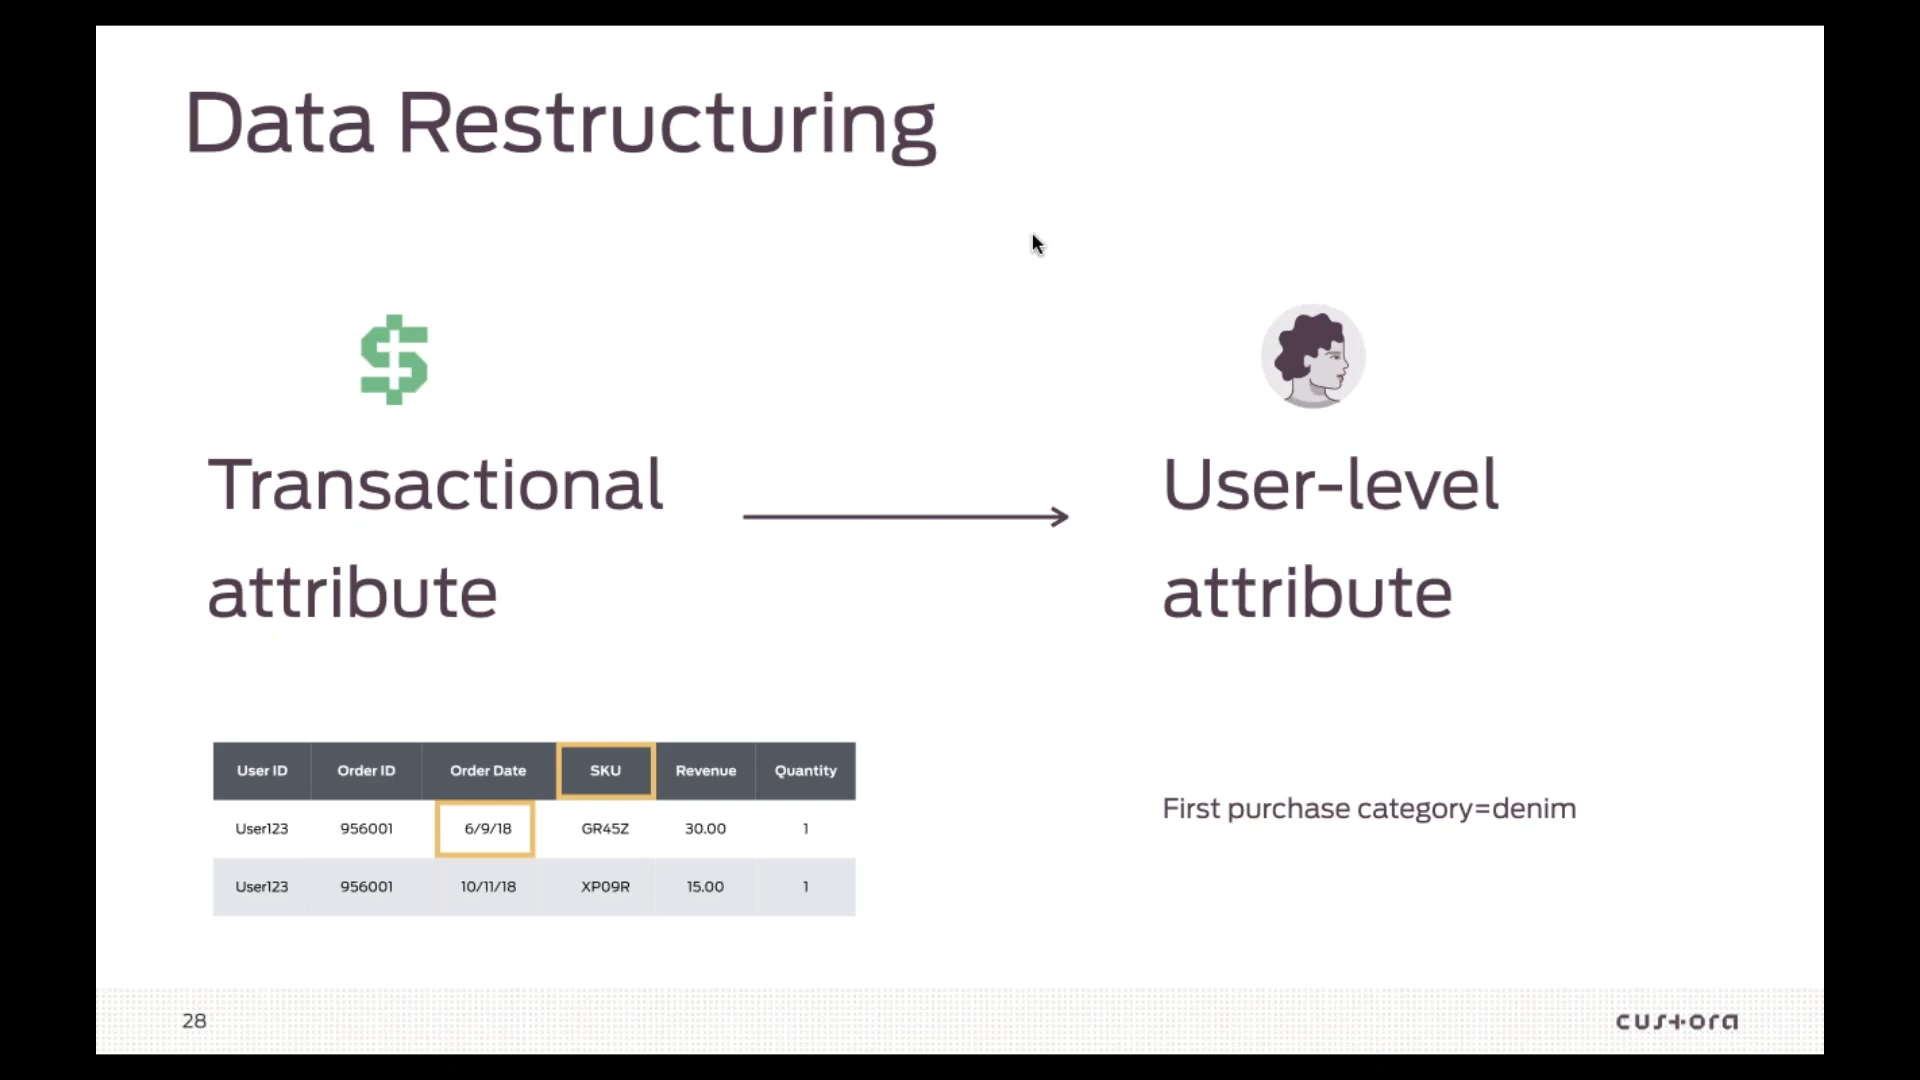 Data Restructuring
$
Transactional
attribute
User-level
attribute
User ID Order ID Order Date SKU Revenue Quantity
User123 956001 6/9/18 GR45Z 30.00 1
User123 956001 10/11/18 XP09R 15.00 1
First purchase category=denim
28
custora